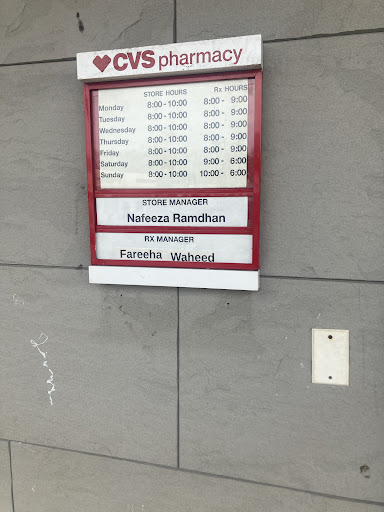 CVS pharmacy
STORE HOURS Rx HOURS
Monday 8:00 - 10:00 8:00 - 9:00
Tuesday 8:00 - 10:00 8:00 - 9:00
Wednesday 8:00 - 10:00 8:00 - 9:00
Thursday 8:00 - 10:00 8:00 - 9:00
Friday 8:00 - 10:00 8:00 - 9:00
Saturday 8:00 - 10:00 9:00 - 6:00
Sunday 8:00 - 10:00 10:00 - 6:00
STORE MANAGER
Nafeeza Ramdhan
RX MANAGER
Fareeha Waheed